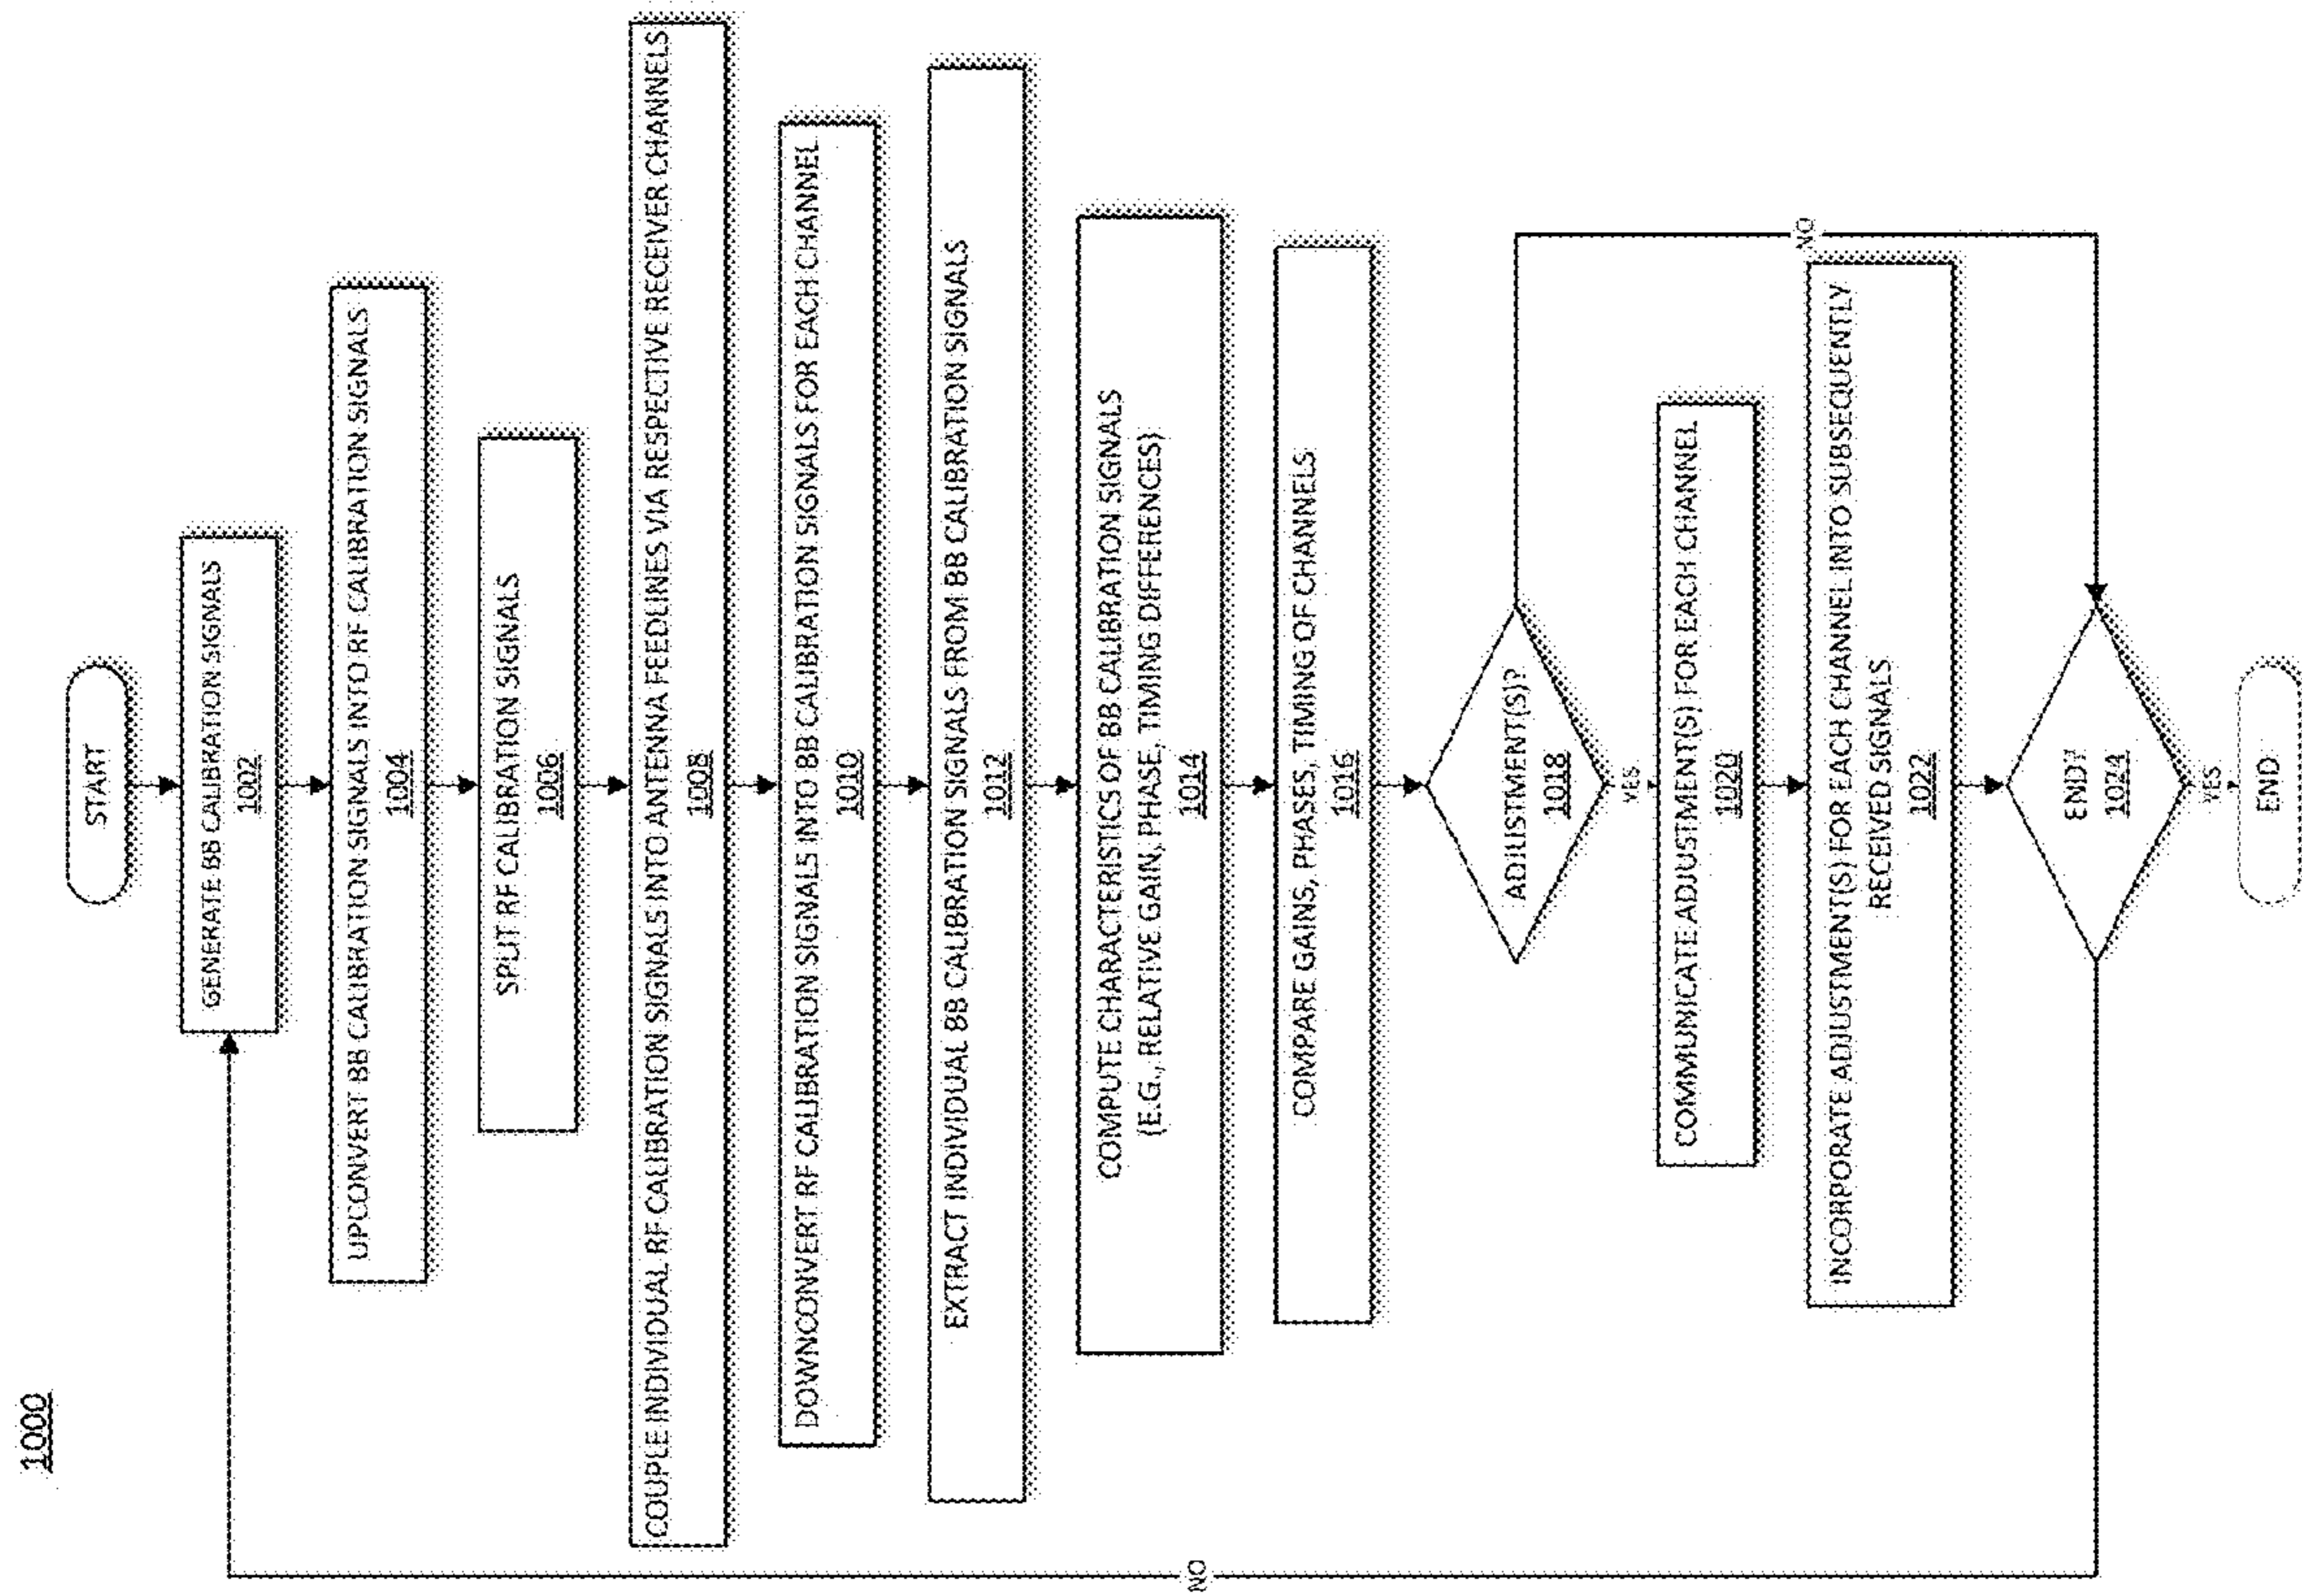 1000
START
GENERATE BB CALIBRATION SIGNALS
1002
UPCONVERT BB CALIBRATION SIGNALS INTO RF CALIBRATION SIGNALS
1004
SPLIT RF CALIBRATION SIGNALS
1006
COUPLE INDIVIDUAL RF CALIBRATION SIGNALS INTO ANTENNA FEEDLINES VIA RESPECTIVE RECEIVER CHANNELS
1008
DOWNCONVERT RF CALIBRATION SIGNALS INTO BB CALIBRATION SIGNALS FOR EACH CHANNEL
1010
EXTRACT INDIVIDUAL BB CALIBRATION SIGNALS FROM BB CALIBRATION SIGNALS
1012
COMPUTE CHARACTERISTICS OF BB CALIBRATION SIGNALS
(E.G., RELATIVE GAIN, PHASE, TIMING DIFFERENCES)
1014
COMPARE GAINS, PHASES, TIMING OF CHANNELS
1016
ADJUSTMENT(S)?
1018
NO
YES
COMMUNICATE ADJUSTMENT(S) FOR EACH CHANNEL
1020
INCORPORATE ADJUSTMENT(S) FOR EACH CHANNEL INTO SUBSEQUENTLY
RECEIVED SIGNALS
1022
END?
1024
NO
YES
END